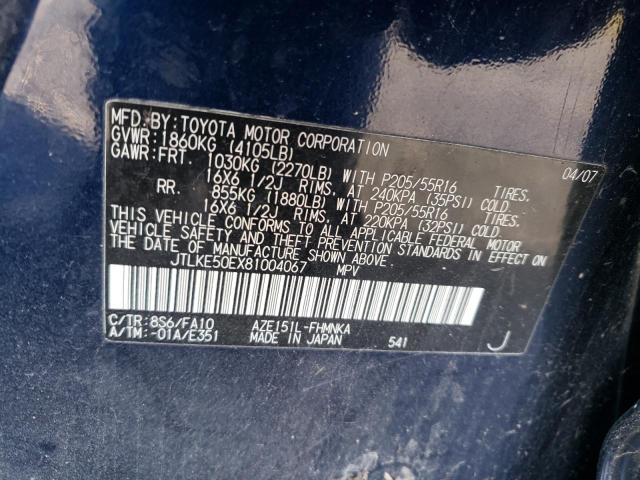 MFD. BY: TOYOTA MOTOR CORPORATION 04/07
GVWR: 1860KG (4105LB)
GAWR: FRT. 1030KG (2270LB) WITH P205/55R16 TIRES,
16X6 1/2J RIMS, AT 240KPA (35PSI) COLD.
RR. 855KG (1880LB) WITH P205/55R16 TIRES,
16X6 1/2J RIMS, AT 220KPA (32PSI) COLD.
THIS VEHICLE CONFORMS TO ALL APPLICABLE FEDERAL MOTOR
VEHICLE SAFETY, BUMPER, AND THEFT PREVENTION STANDARDS IN EFFECT
ON THE DATE OF MANUFACTURE SHOWN ABOVE.
JTLKE50EX81004067 MPV
C/TR: 8S6/FA10 AZE151L-FHMNKA
A/TM: -01A/E351 MADE IN JAPAN 541 J